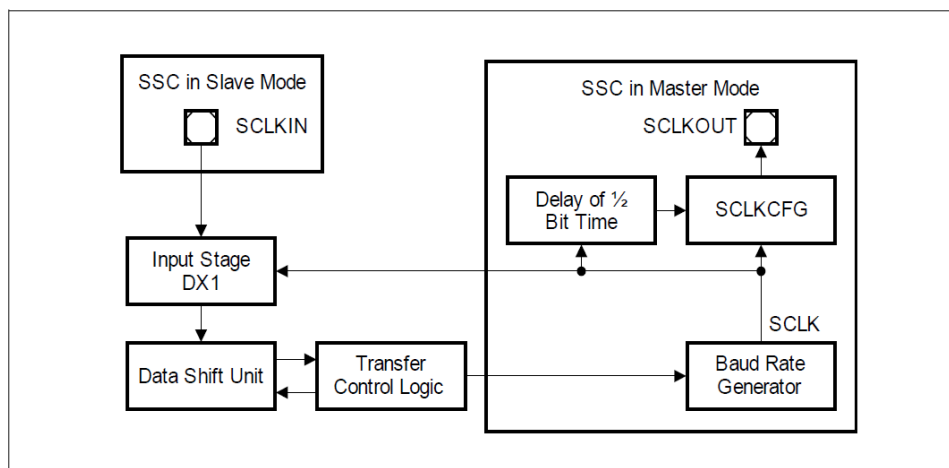 SSC in Slave Mode
SCLKIN
SSC in Master Mode
SCLKOUT
Delay of ½
Bit Time
SCLKCFG
Input Stage
DX1
SCLK
Data Shift Unit
Transfer
Control Logic
Baud Rate
Generator